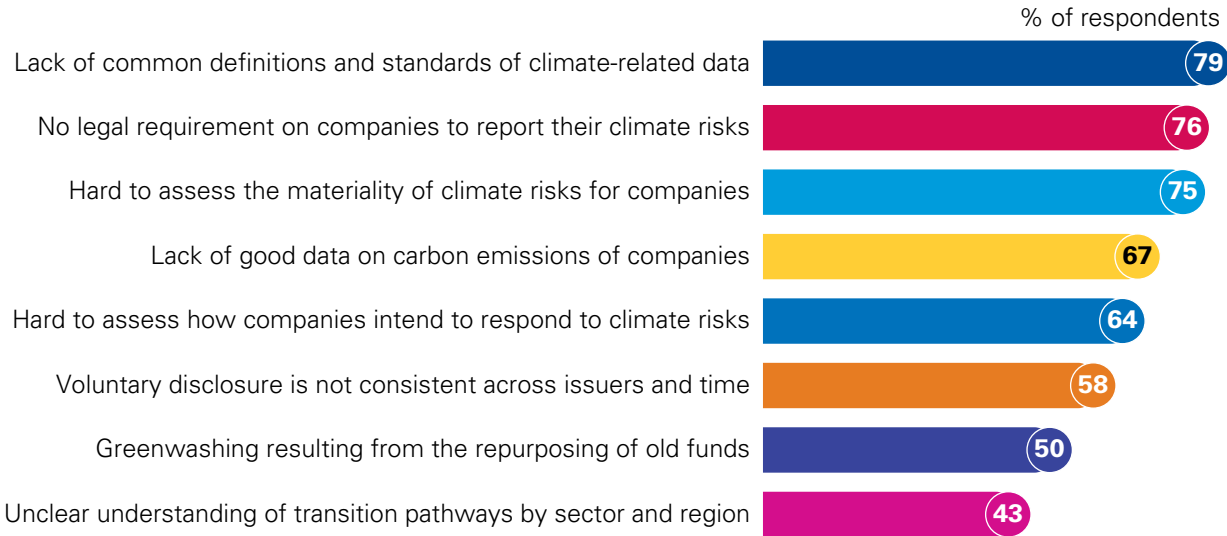 % of respondents
Lack of common definitions and standards of climate-related data 79
No legal requirement on companies to report their climate risks 76
Hard to assess the materiality of climate risks for companies 75
Lack of good data on carbon emissions of companies 67
Hard to assess how companies intend to respond to climate risks 64
Voluntary disclosure is not consistent across issuers and time 58
Greenwashing resulting from the repurposing of old funds 50
Unclear understanding of transition pathways by sector and region 43